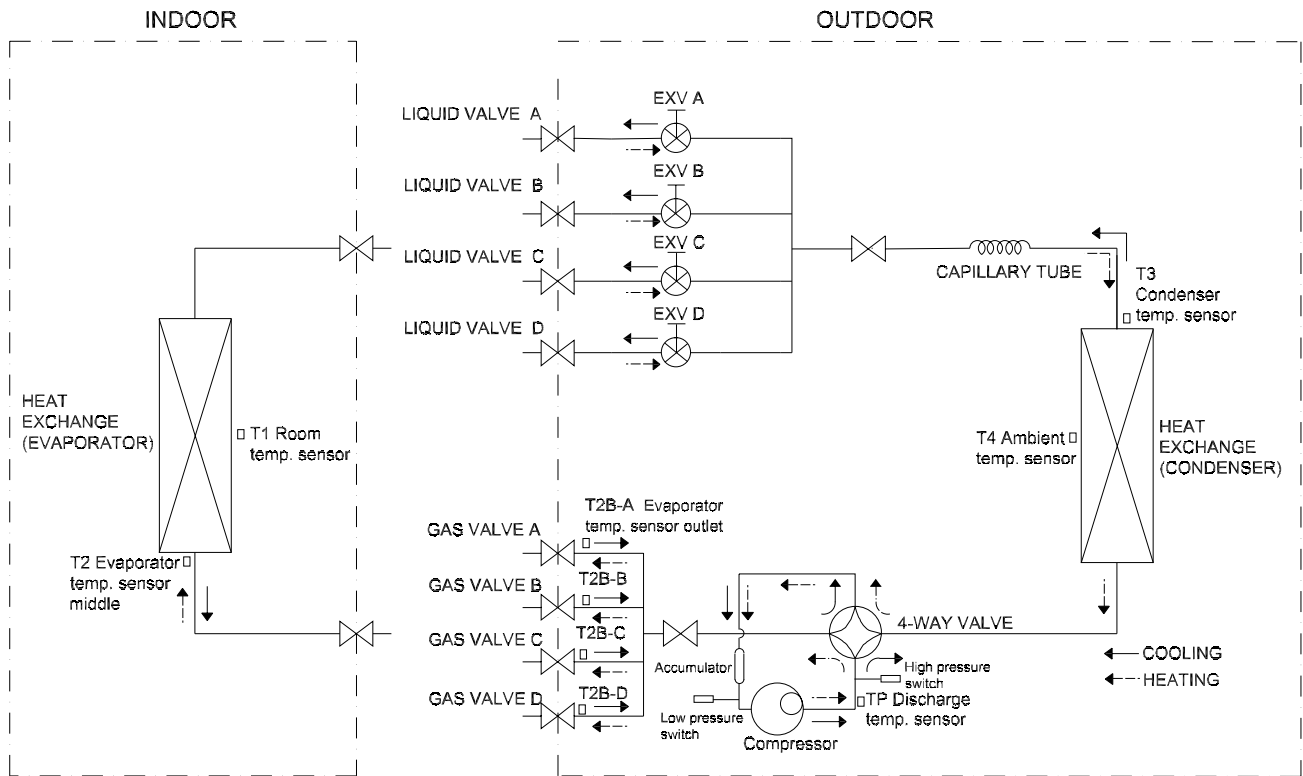 INDOOR
OUTDOOR
LIQUID VALVE A
EXV A
LIQUID VALVE B
EXV B
LIQUID VALVE C
EXV C
LIQUID VALVE D
EXV D
CAPILLARY TUBE
T3
Condenser
temp. sensor
HEAT
EXCHANGE
(EVAPORATOR)
T1 Room
temp. sensor
T4 Ambient
temp. sensor
HEAT
EXCHANGE
(CONDENSER)
T2 Evaporator
temp. sensor
middle
GAS VALVE A
T2B-A Evaporator
temp. sensor outlet
GAS VALVE B
T2B-B
GAS VALVE C
T2B-C
GAS VALVE D
T2B-D
4-WAY VALVE
Accumulator
High pressure
switch
Low pressure
switch
TP Discharge
temp. sensor
Compressor
COOLING
HEATING